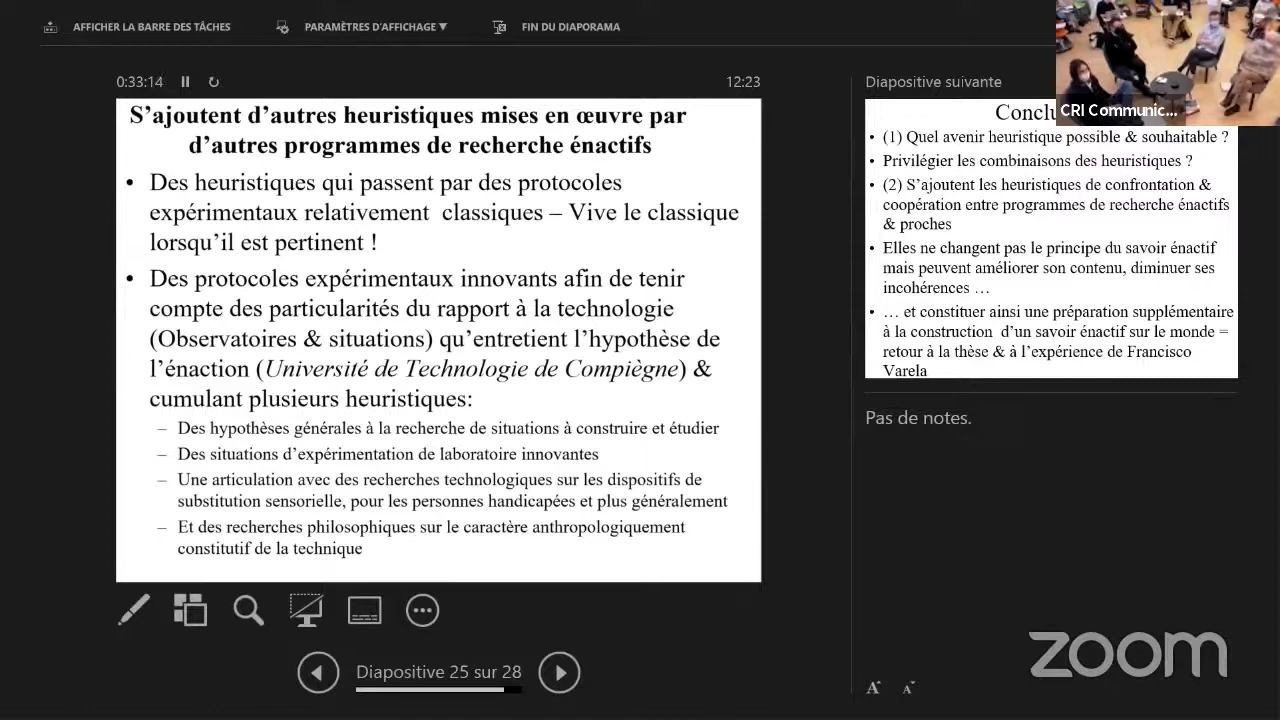 AFFICHER LA BARRE DES TÂCHES
PARAMÈTRES D'AFFICHAGE ▼
FIN DU DIAPORAMA
0:33:14
12:23
S'ajoutent d'autres heuristiques mises en œuvre par
d'autres programmes de recherche énactifs
• Des heuristiques qui passent par des protocoles
expérimentaux relativement classiques – Vive le classique
lorsqu'il est pertinent !
• Des protocoles expérimentaux innovants afin de tenir
compte des particularités du rapport à la technologie
(Observatoires & situations) qu'entretient l'hypothèse de
l'énaction (Université de Technologie de Compiègne) &
cumulant plusieurs heuristiques:
– Des hypothèses générales à la recherche de situations à construire et étudier
– Des situations d'expérimentation de laboratoire innovantes
– Une articulation avec des recherches technologiques sur les dispositifs de
substitution sensorielle, pour les personnes handicapées et plus généralement
– Et des recherches philosophiques sur le caractère anthropologiquement
constitutif de la technique
Diapositive 25 sur 28
Diapositive suivante
CRI Communic...
Conclu
• (1) Quel avenir heuristique possible & souhaitable ?
• Privilégier les combinaisons des heuristiques ?
• (2) S'ajoutent les heuristiques de confrontation &
coopération entre programmes de recherche énactifs
& proches
• Elles ne changent pas le principe du savoir énactif
mais peuvent améliorer son contenu, diminuer ses
incohérences …
• … et constituer ainsi une préparation supplémentaire
à la construction d'un savoir énactif sur le monde =
retour à la thèse & à l'expérience de Francisco
Varela
Pas de notes.
A A
zoom